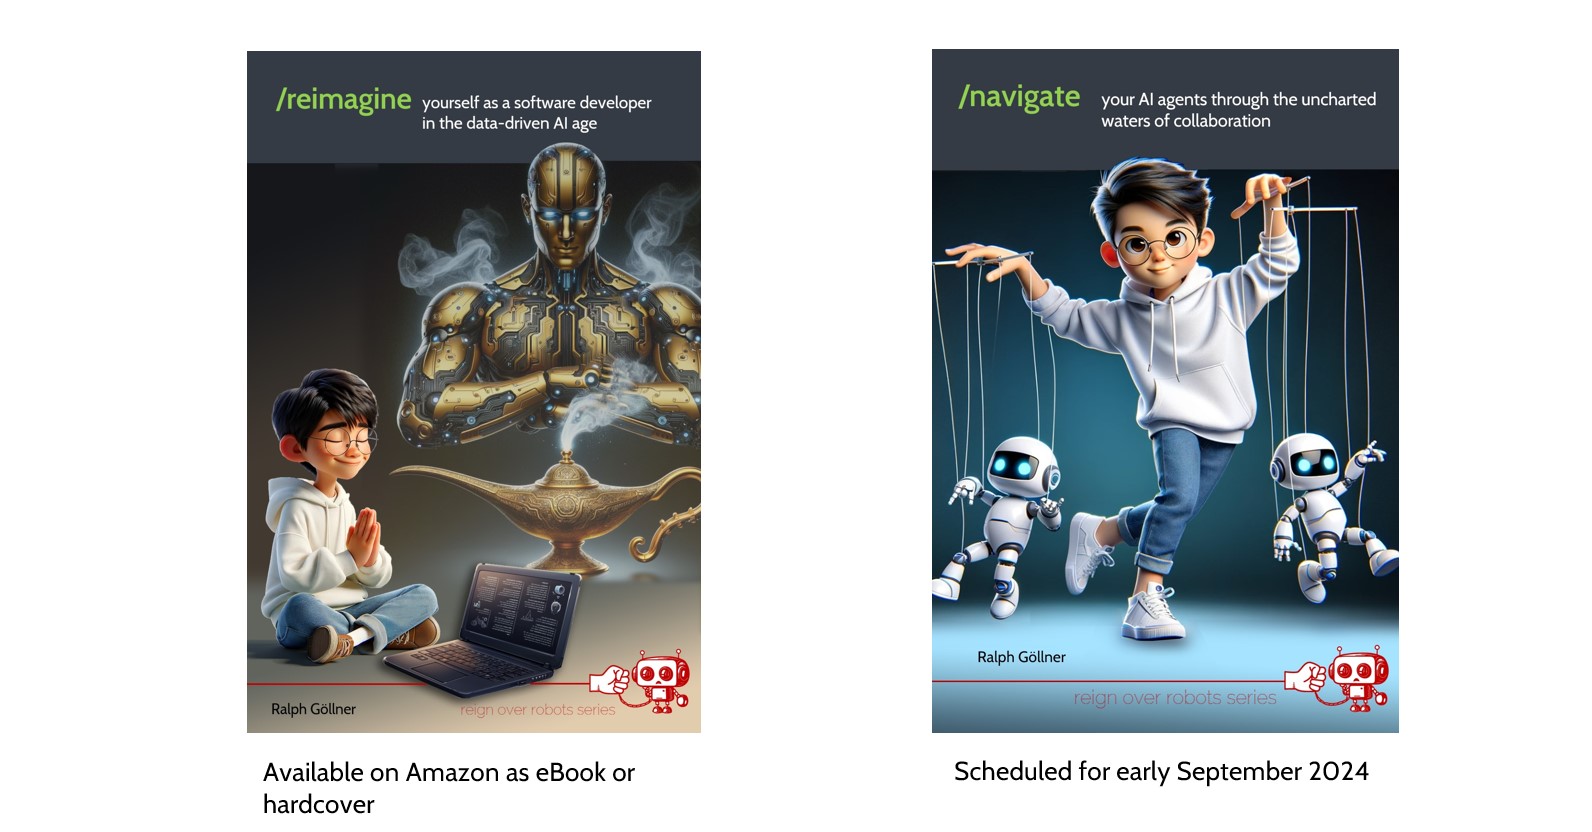 /reimagine yourself as a software developer
in the data-driven AI age
Ralph Göllner
reign over robots series
Available on Amazon as eBook or
hardcover
/navigate your AI agents through the uncharted
waters of collaboration
Ralph Göllner
reign over robots series
Scheduled for early September 2024